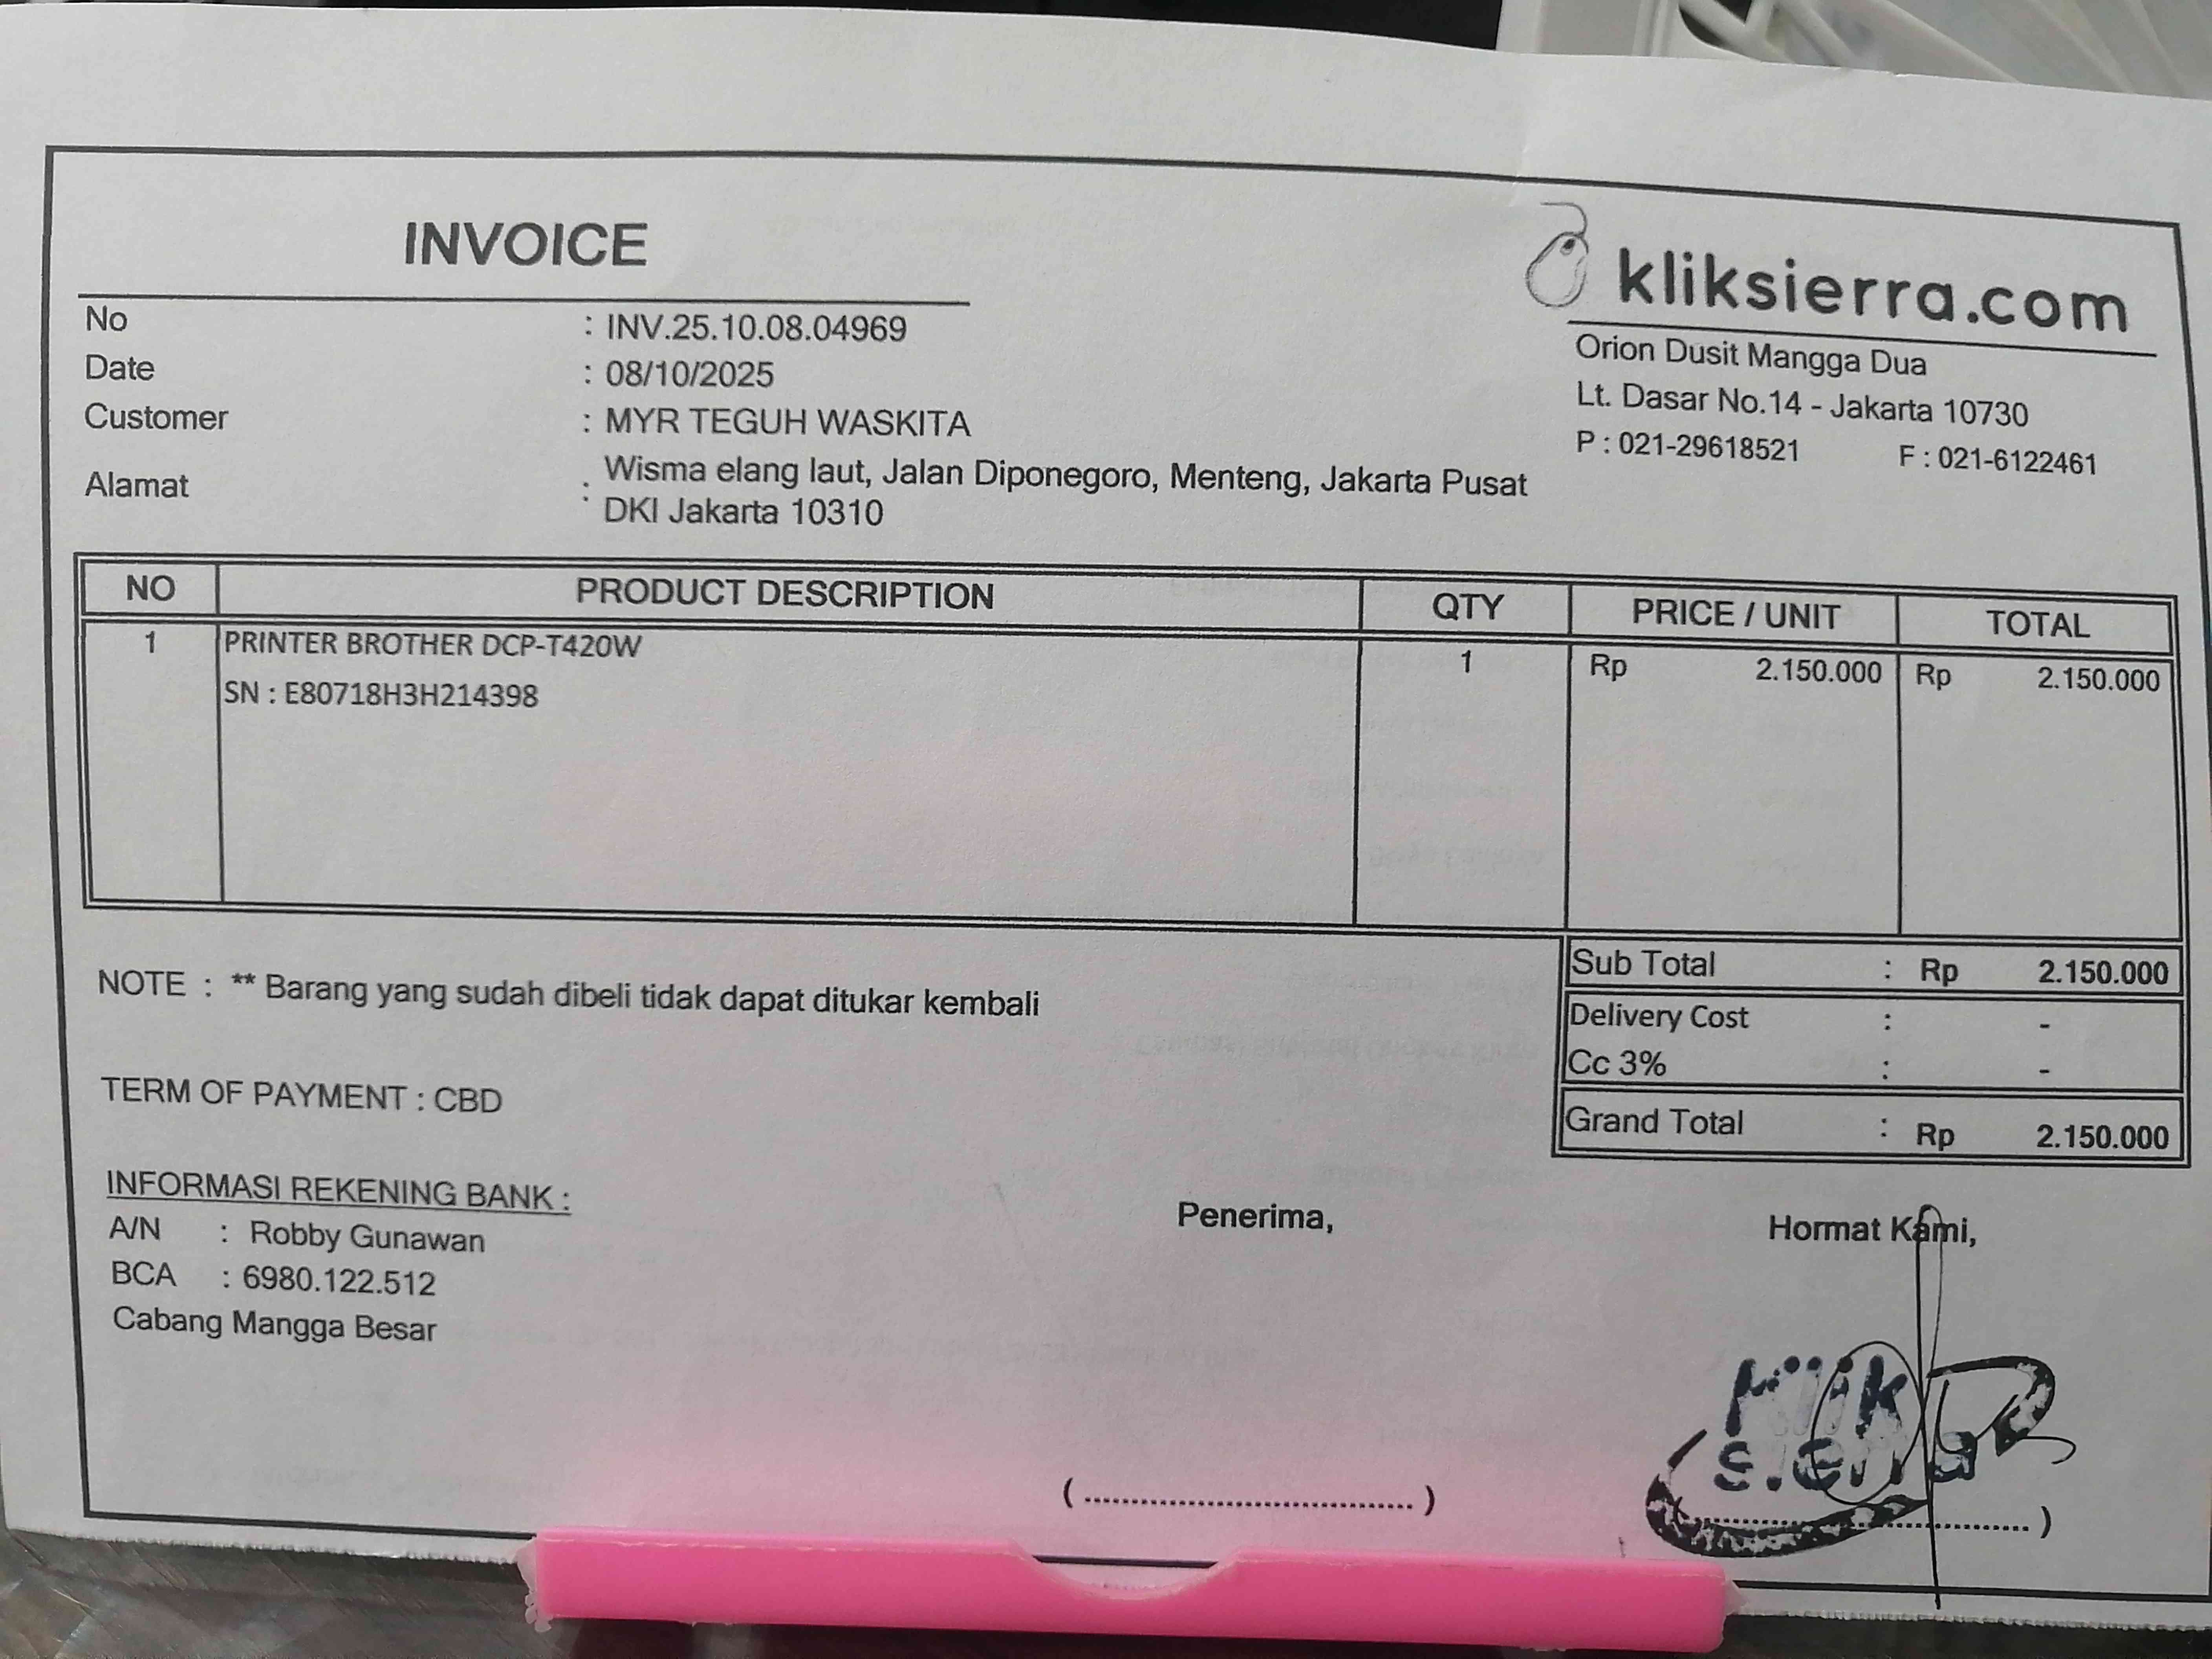 INVOICE
kliksierra.com
Orion Dusit Mangga Dua
Lt. Dasar No.14 - Jakarta 10730
P : 021-29618521 F : 021-6122461
No : INV.25.10.08.04969
Date : 08/10/2025
Customer : MYR TEGUH WASKITA
Alamat : Wisma elang laut, Jalan Diponegoro, Menteng, Jakarta Pusat
DKI Jakarta 10310
NO PRODUCT DESCRIPTION QTY PRICE / UNIT TOTAL
1 PRINTER BROTHER DCP-T420W 1 Rp 2.150.000 Rp 2.150.000
SN : E80718H3H214398
Sub Total : Rp 2.150.000
Delivery Cost : -
Cc 3% : -
Grand Total : Rp 2.150.000
NOTE : ** Barang yang sudah dibeli tidak dapat ditukar kembali
TERM OF PAYMENT : CBD
INFORMASI REKENING BANK :
A/N : Robby Gunawan
BCA : 6980.122.512
Cabang Mangga Besar
Penerima,
(....................................)
Hormat Kami,
Klik
sierra
....................................)